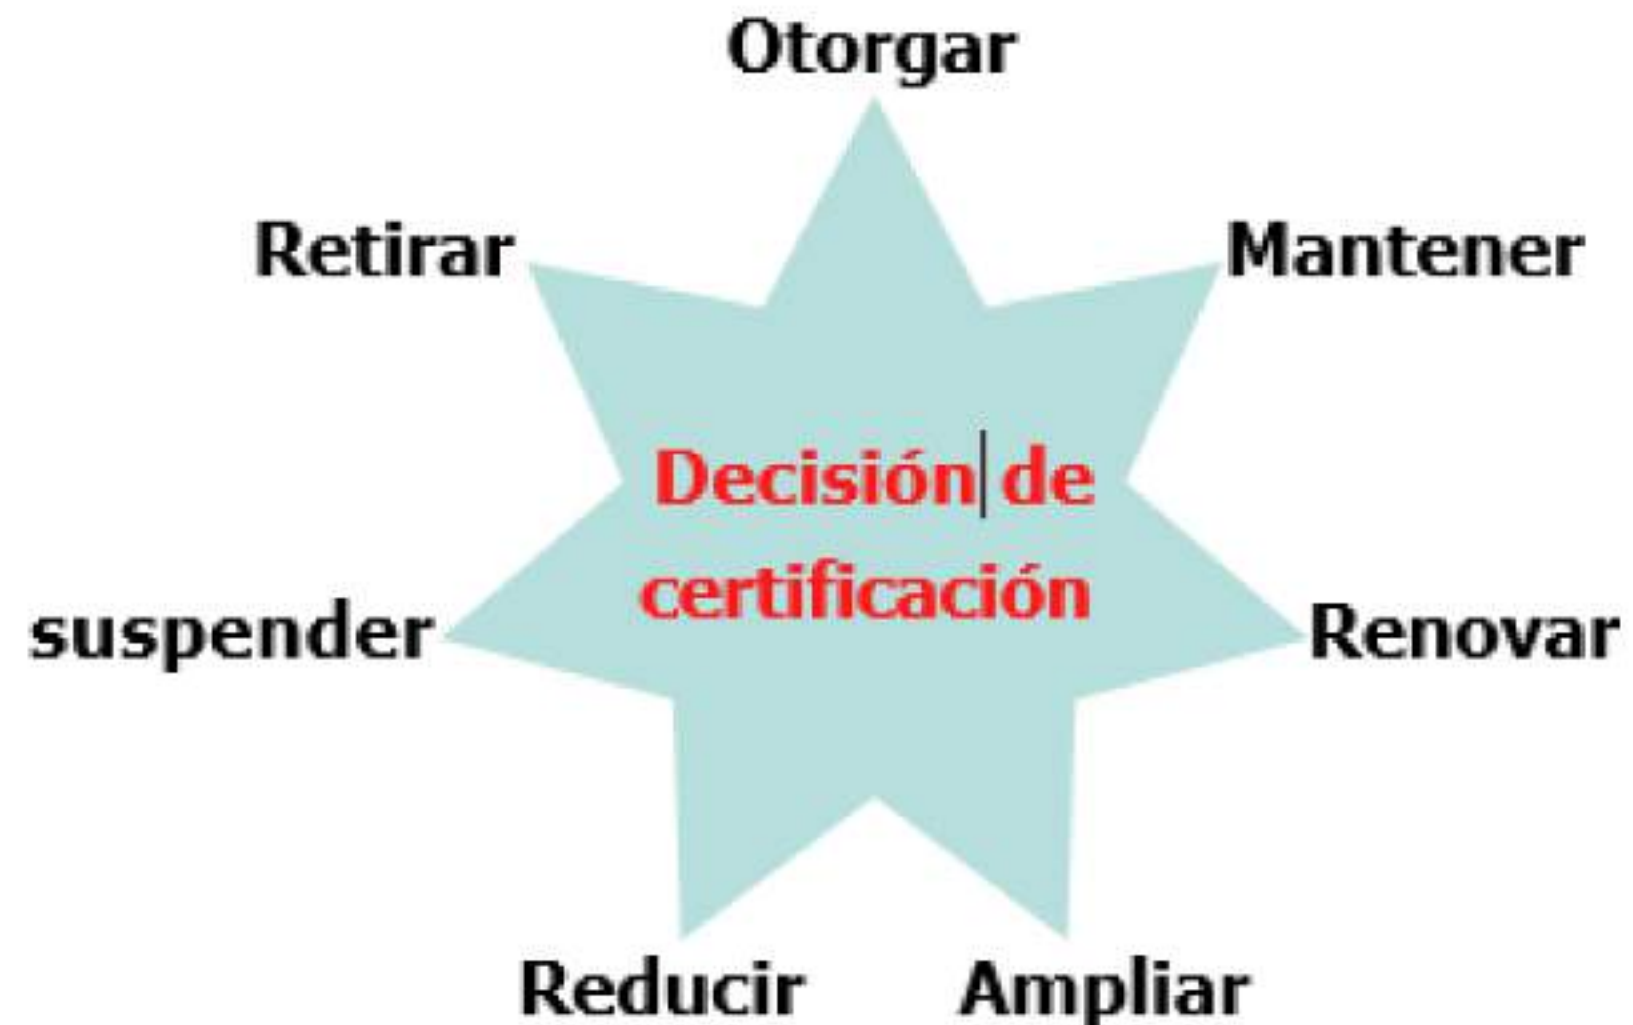 Otorgar
Retirar
Mantener
Decisión de
certificación
suspender
Renovar
Reducir
Ampliar